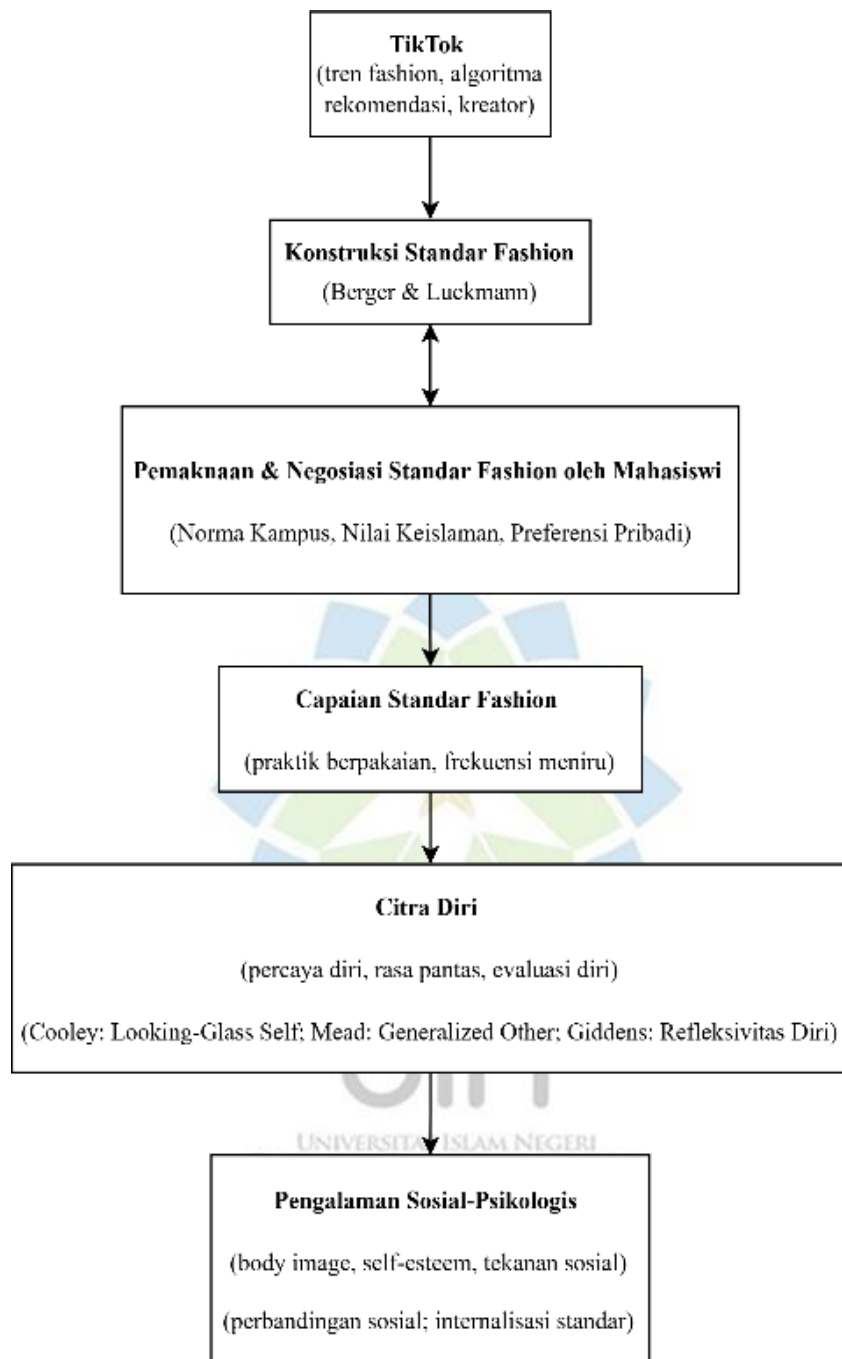 TikTok
(tren fashion, algoritma
rekomendasi, kreator)
Konstruksi Standar Fashion
(Berger & Luckmann)
Pemaknaan & Negosiasi Standar Fashion oleh Mahasiswi
(Norma Kampus, Nilai Keislaman, Preferensi Pribadi)
Capaian Standar Fashion
(praktik berpakaian, frekuensi meniru)
Citra Diri
(percaya diri, rasa pantas, evaluasi diri)
(Cooley: Looking-Glass Self; Mead: Generalized Other; Giddens: Refleksivitas Diri)
UIN
UNIVERSITAS ISLAM NEGERI
Pengalaman Sosial-Psikologis
(body image, self-esteem, tekanan sosial)
(perbandingan sosial; internalisasi standar)